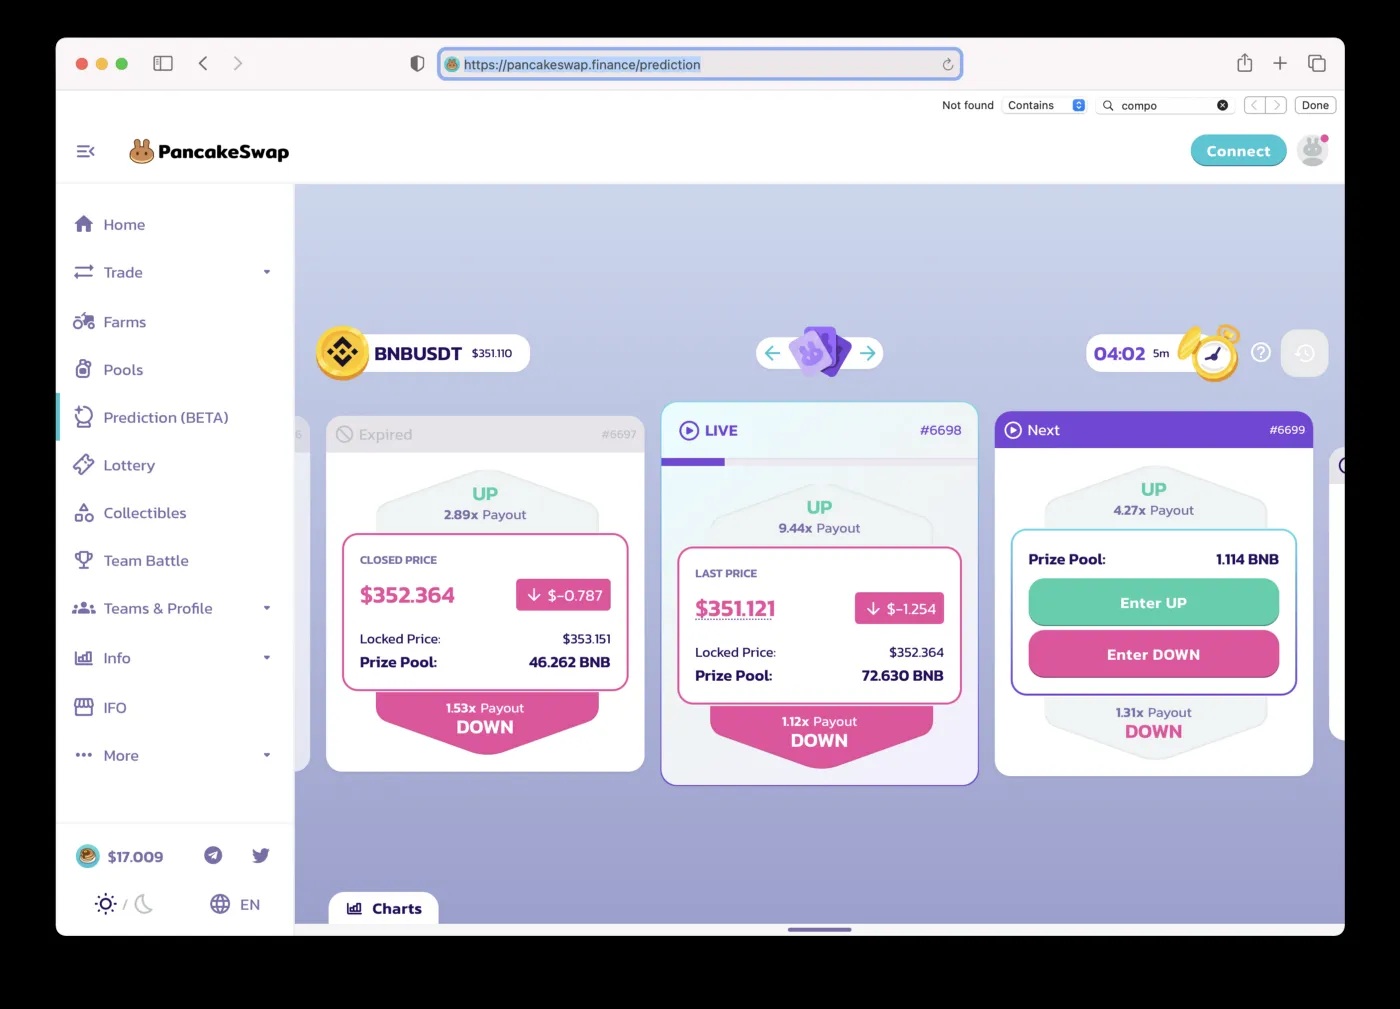 https://pancakeswap.finance/prediction
Not found Contains compo Done
PancakeSwap
Connect
Home
Trade
Farms
Pools
Prediction (BETA)
Lottery
Collectibles
Team Battle
Teams & Profile
Info
IFO
More
$17.009
/
EN
BNBUSDT $351.110
04:02 5m
6
Expired #6697
UP
2.89x Payout
CLOSED PRICE
$352.364 $-0.787
Locked Price: $353.151
Prize Pool: 46.262 BNB
1.53x Payout
DOWN
LIVE #6698
UP
9.44x Payout
LAST PRICE
$351.121 $-1.254
Locked Price: $352.364
Prize Pool: 72.630 BNB
1.12x Payout
DOWN
Next #6699
UP
4.27x Payout
Prize Pool: 1.114 BNB
Enter UP
Enter DOWN
1.31x Payout
DOWN
Charts